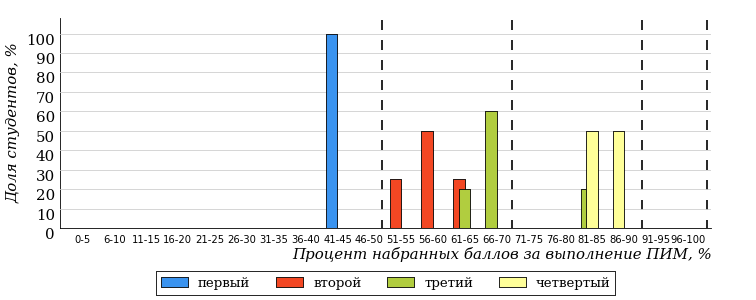 Доля студентов, %
100
90
80
70
60
50
40
30
20
10
0
0-5 6-10 11-15 16-20 21-25 26-30 31-35 36-40 41-45 46-50 51-55 56-60 61-65 66-70 71-75 76-80 81-85 86-90 91-95 96-100
Процент набранных баллов за выполнение ПИМ, %
первый второй третий четвертый